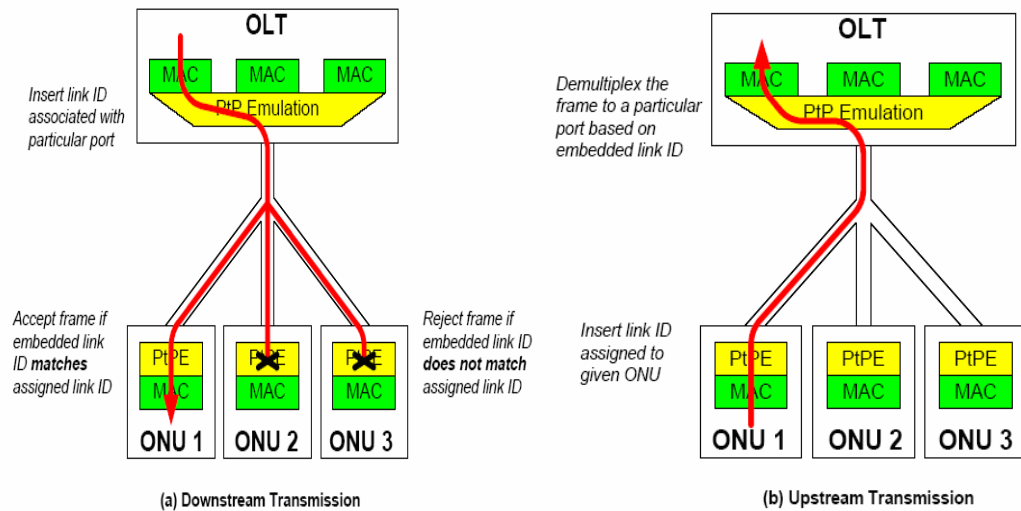 OLT
MAC MAC MAC
PtP Emulation
Insert link ID
associated with
particular port
Accept frame if
embedded link
ID matches
assigned link ID
Reject frame if
embedded link ID
does not match
assigned link ID
PtPE PtPE PtPE
MAC MAC MAC
ONU 1 ONU 2 ONU 3
(a) Downstream Transmission
OLT
MAC MAC MAC
PtP Emulation
Demultiplex the
frame to a particular
port based on
embedded link ID
Insert link ID
assigned to
given ONU
PtPE PtPE PtPE
MAC MAC MAC
ONU 1 ONU 2 ONU 3
(b) Upstream Transmission